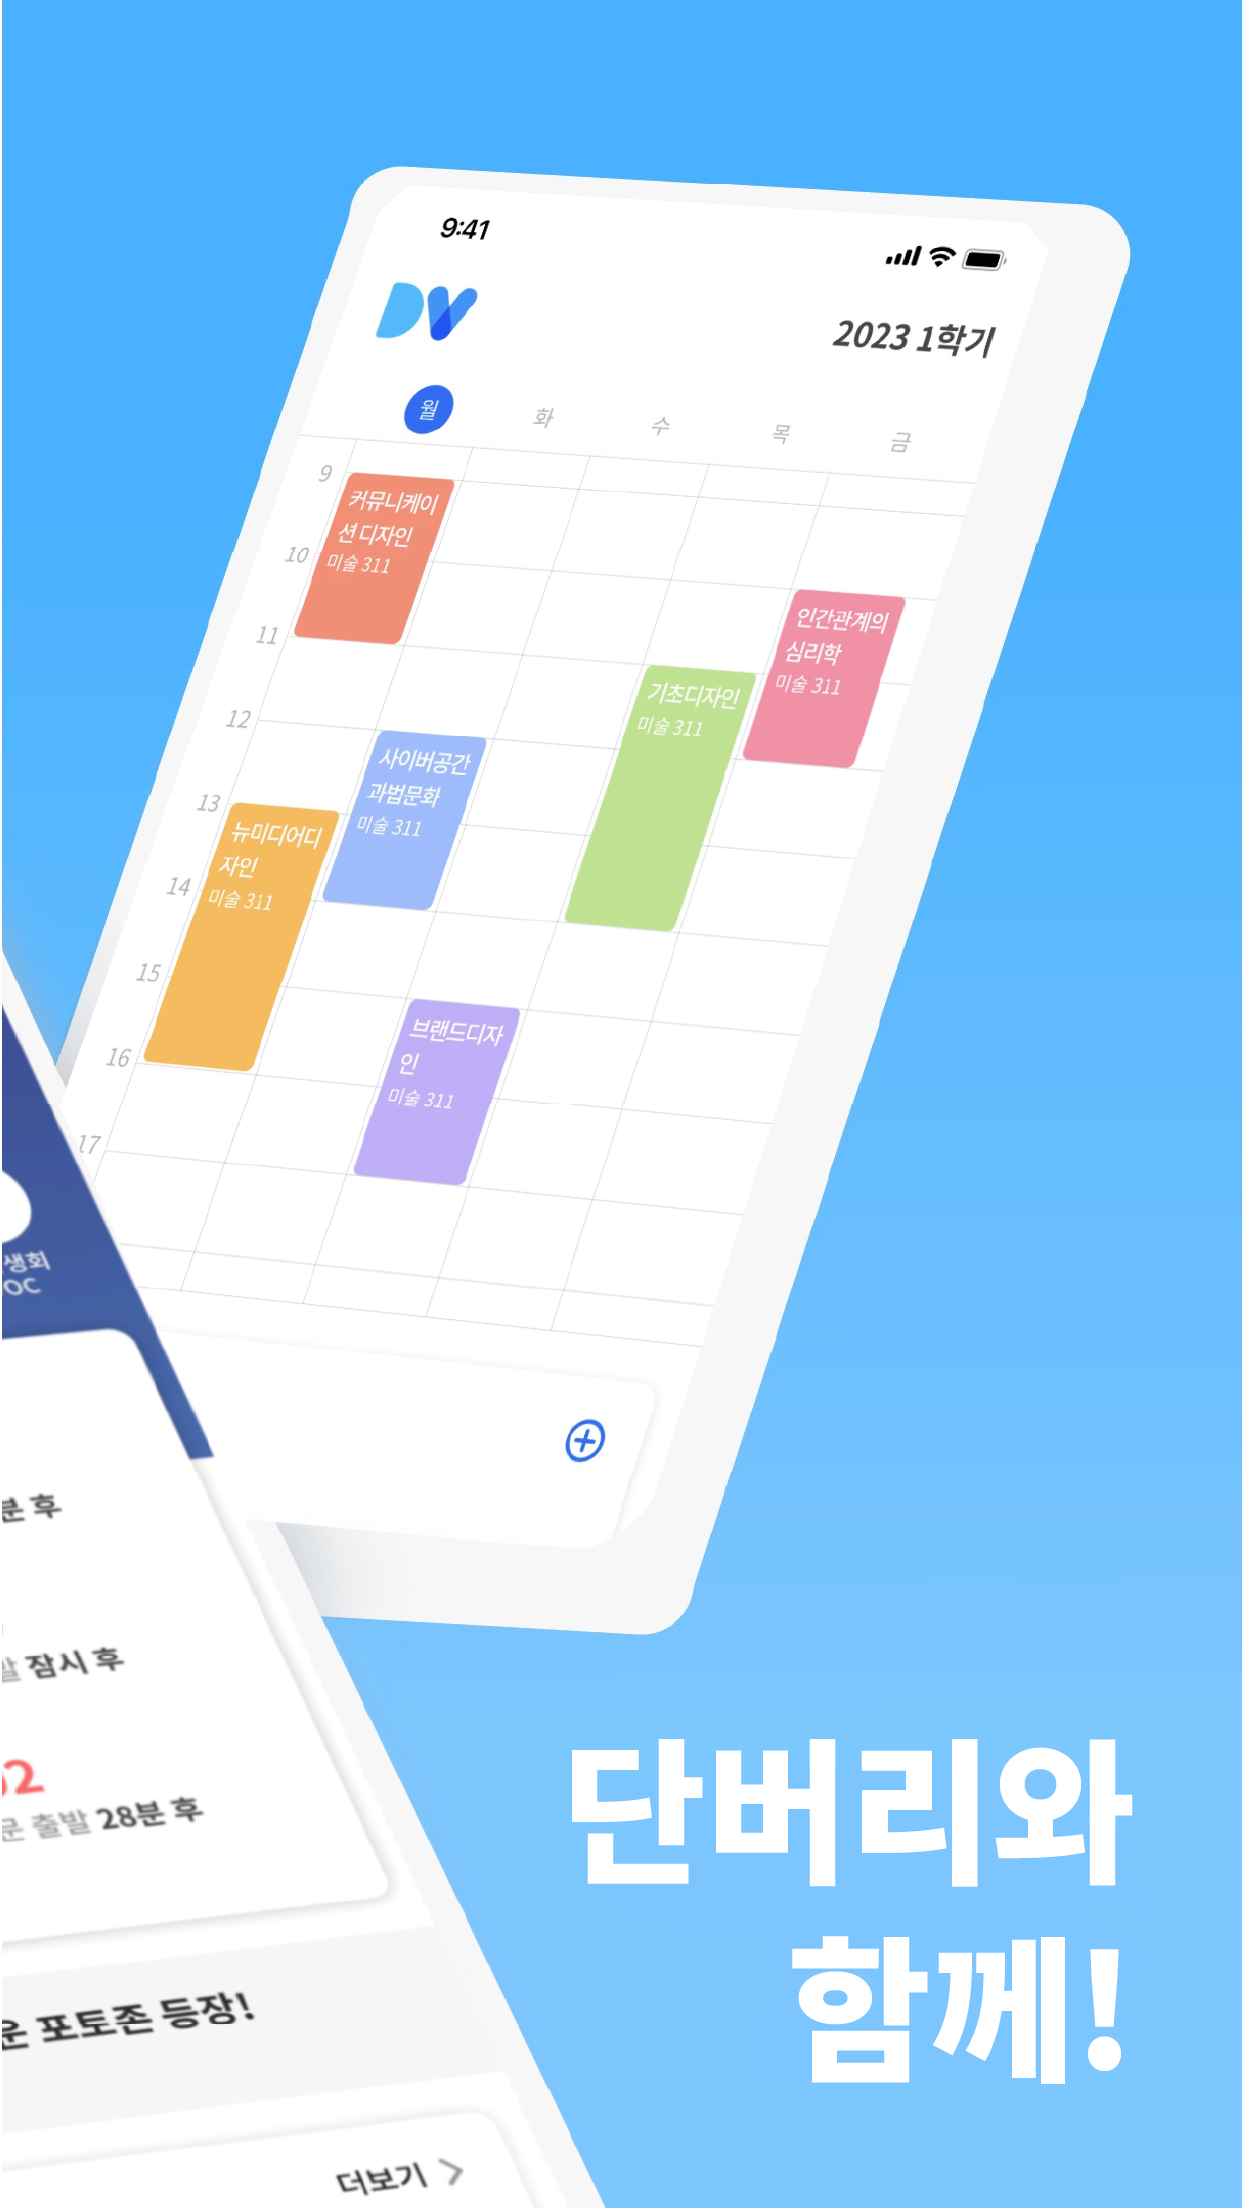 9:41
DV
2023 1학기
월 화 수 목 금
9
커뮤니케이
션 디자인
미술 311
10
11
인간관계의
심리학
미술 311
기초디자인
미술 311
12
사이버공간
과법문화
미술 311
13
뉴미디어디
자인
미술 311
14
15
브랜드디자
인
미술 311
16
17
생회
OC
분 후
잠시 후
2
출발 28분 후
포토존 등장!
더보기
단버리와
함께!